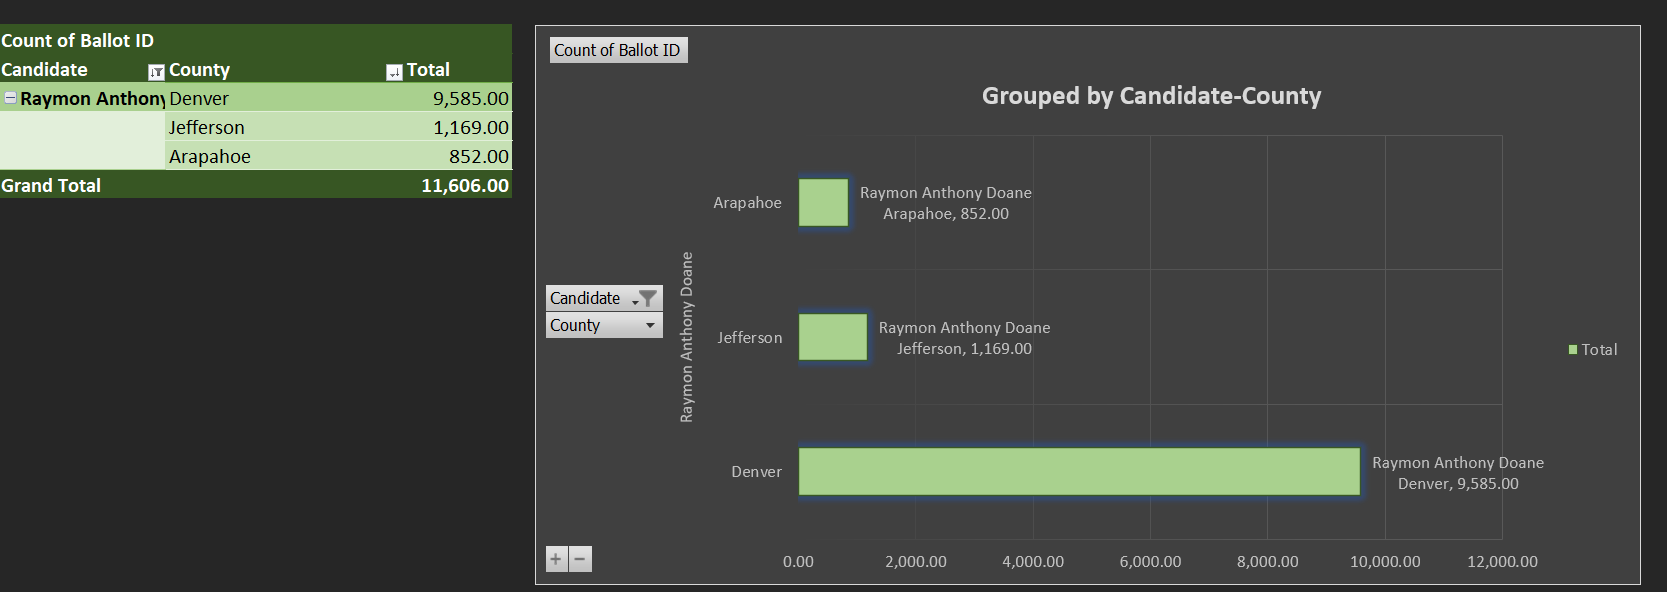 Count of Ballot ID
Candidate County Total
Raymon Anthony Denver 9,585.00
Jefferson 1,169.00
Arapahoe 852.00
Grand Total 11,606.00
Count of Ballot ID
Grouped by Candidate-County
Candidate
County
Raymon Anthony Doane
Arapahoe
Raymon Anthony Doane
Arapahoe, 852.00
Jefferson
Raymon Anthony Doane
Jefferson, 1,169.00
Denver
Raymon Anthony Doane
Denver, 9,585.00
Total
+ −
0.00 2,000.00 4,000.00 6,000.00 8,000.00 10,000.00 12,000.00